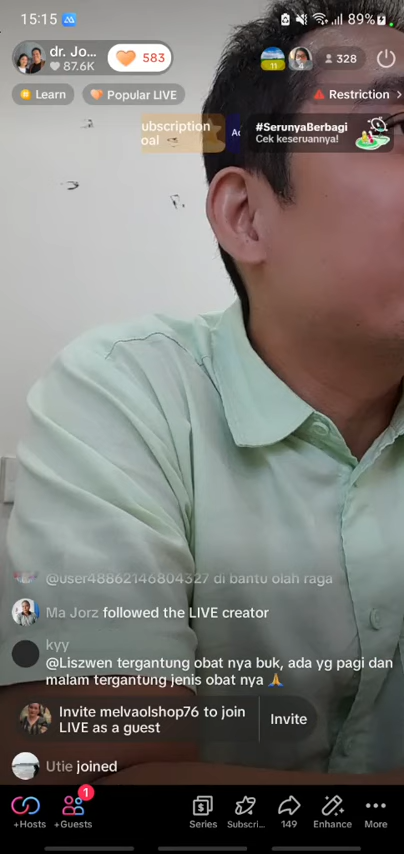 15:15
89%
dr. Jo...
87.6K
583
11
328
Learn
Popular LIVE
Restriction
ubscription
oal
#SerunyaBerbagi
Cek keseruannya!
@user48862146804327 di bantu olah raga
Ma Jorz followed the LIVE creator
kyy
@Liszwen tergantung obat nya buk, ada yg pagi dan
malam tergantung jenis obat nya 🙏
Invite melvaolshop76 to join
LIVE as a guest
Invite
Utie joined
1
+Hosts
+Guests
Series
Subscri...
149
Enhance
More